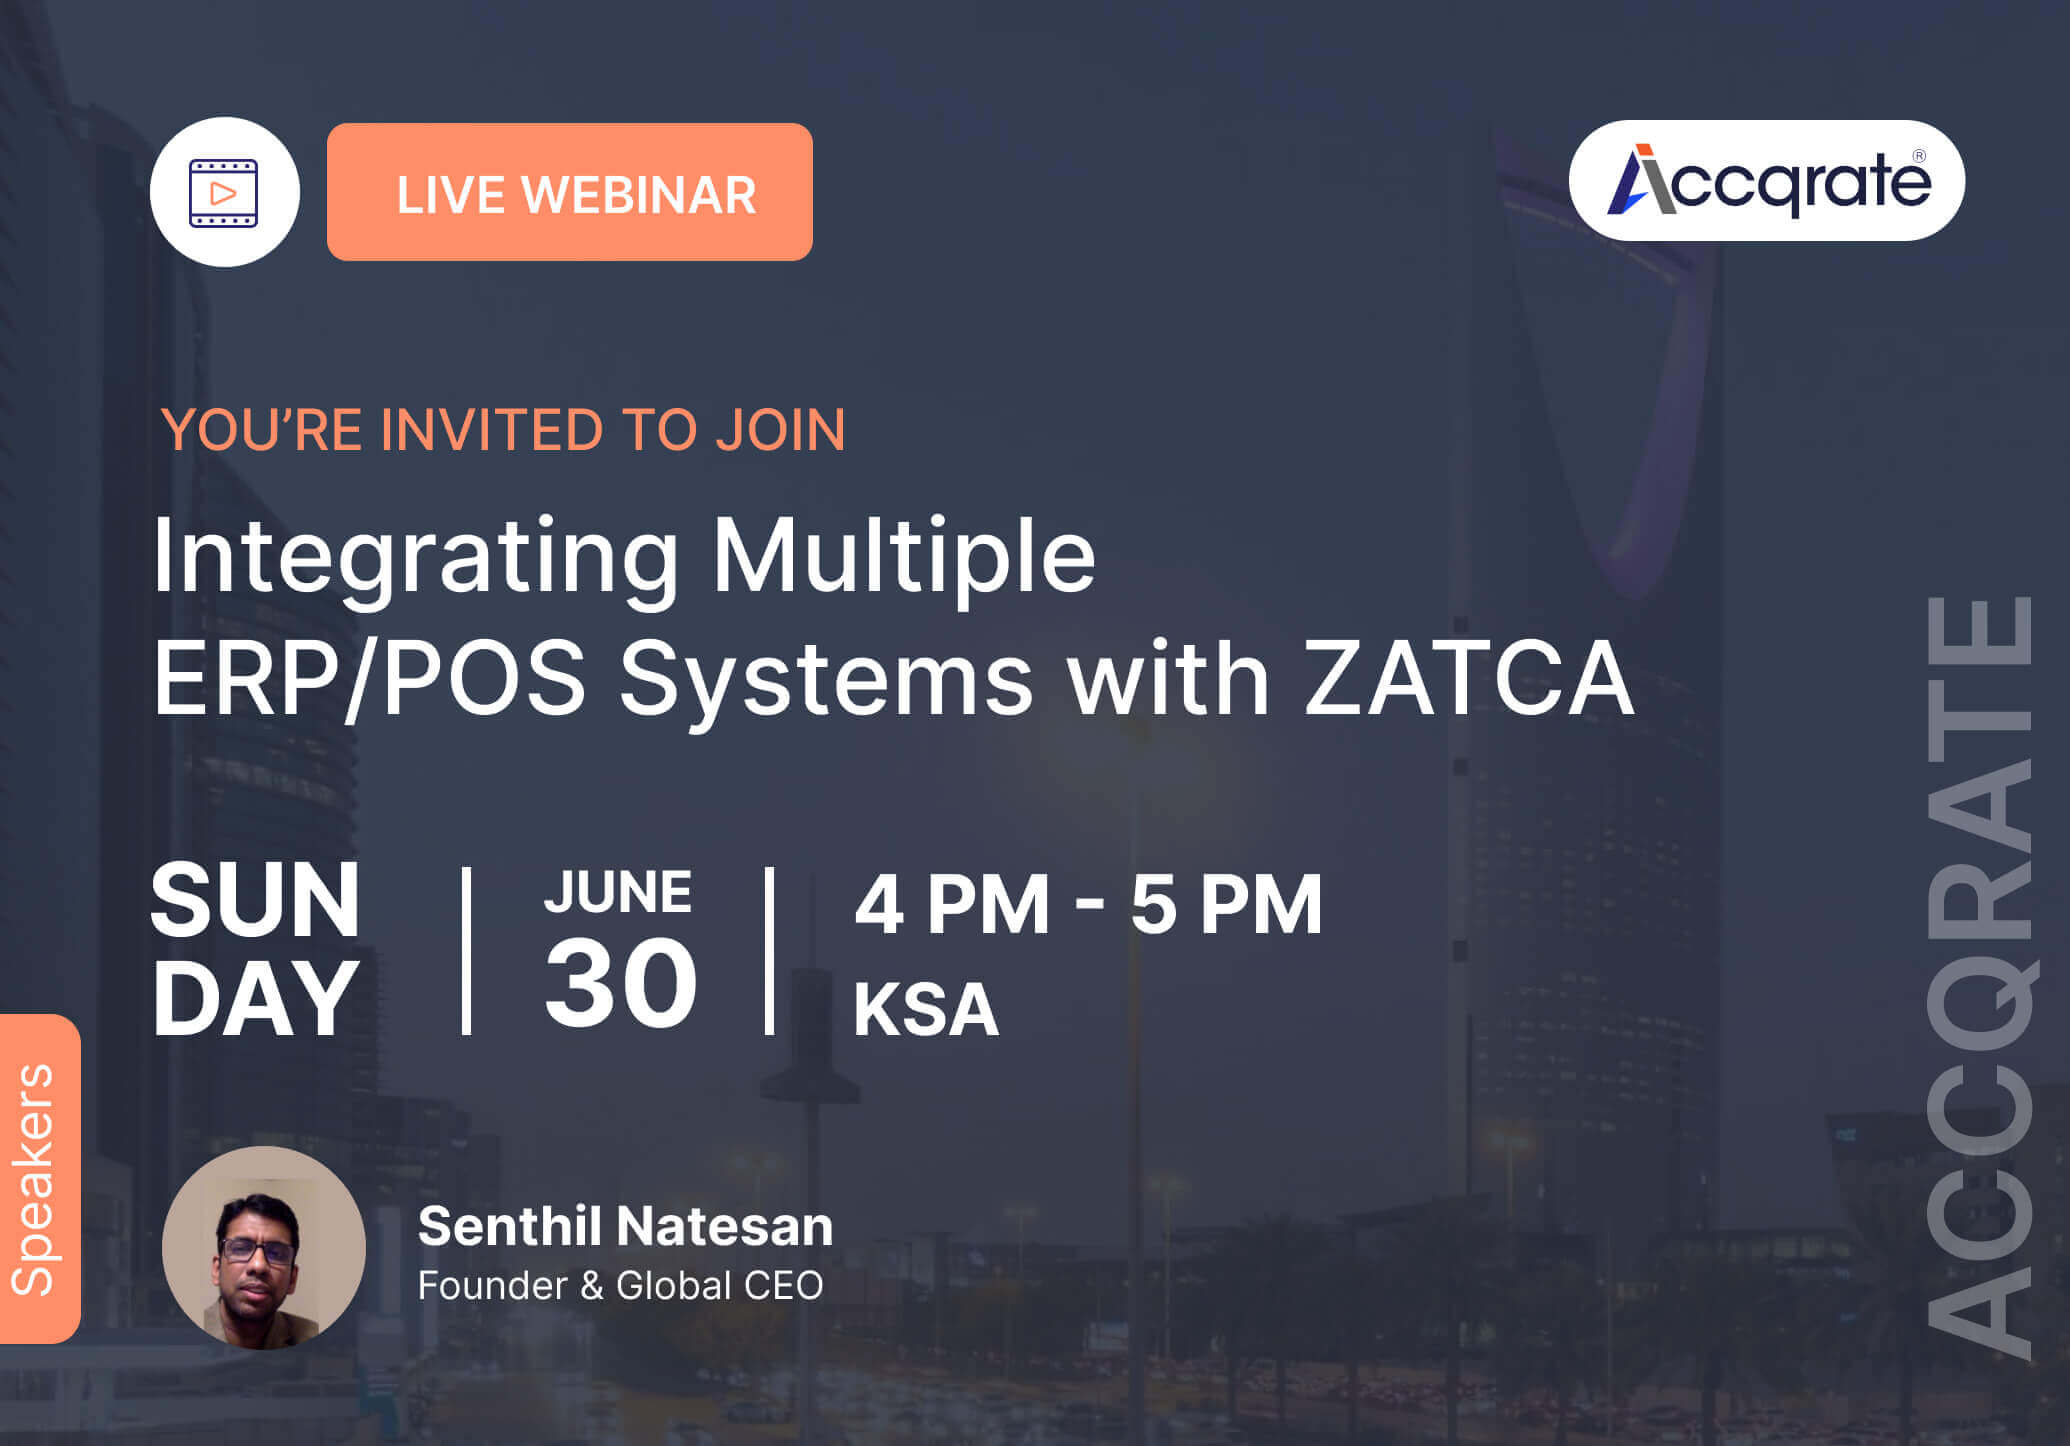 LIVE WEBINAR
Accqrate®
YOU’RE INVITED TO JOIN
Integrating Multiple
ERP/POS Systems with ZATCA
SUN
DAY
JUNE
30
4 PM - 5 PM
KSA
Speakers
Senthil Natesan
Founder & Global CEO
ACCQRATE